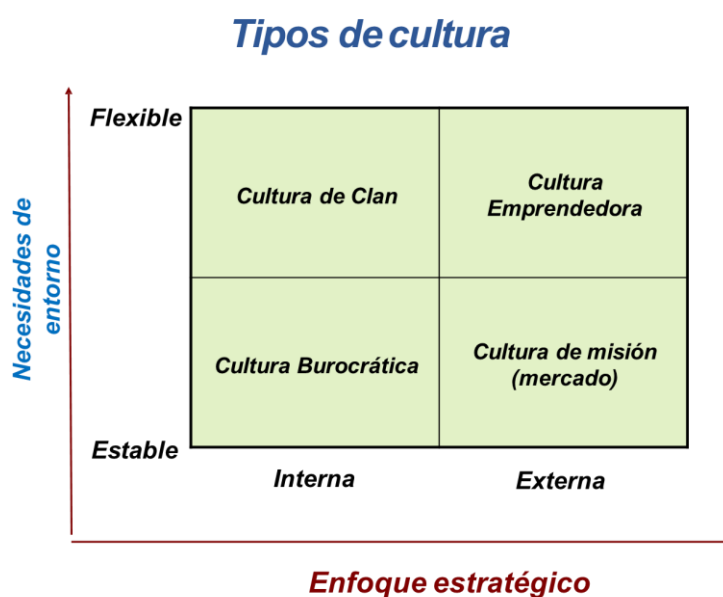 Tipos de cultura
Flexible
Cultura de Clan
Cultura
Emprendedora
Necesidades de
entorno
Cultura Burocrática
Cultura de misión
(mercado)
Estable
Interna
Externa
Enfoque estratégico